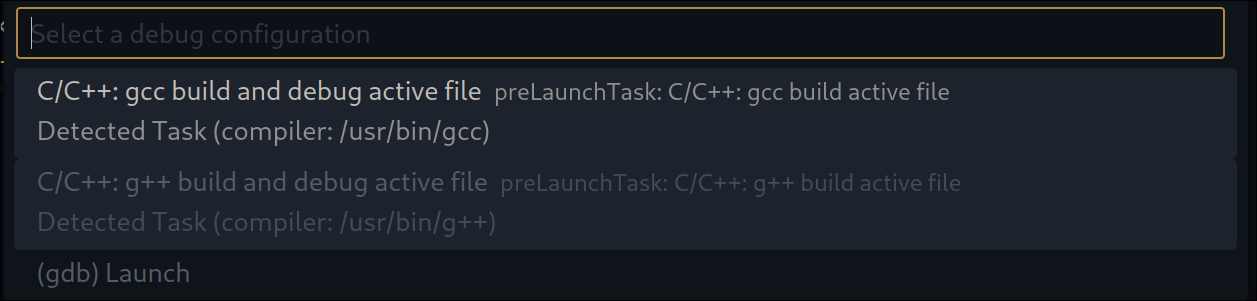 Select a debug configuration
C/C++: gcc build and debug active file preLaunchTask: C/C++: gcc build active file
Detected Task (compiler: /usr/bin/gcc)
C/C++: g++ build and debug active file preLaunchTask: C/C++: g++ build active file
Detected Task (compiler: /usr/bin/g++)
(gdb) Launch